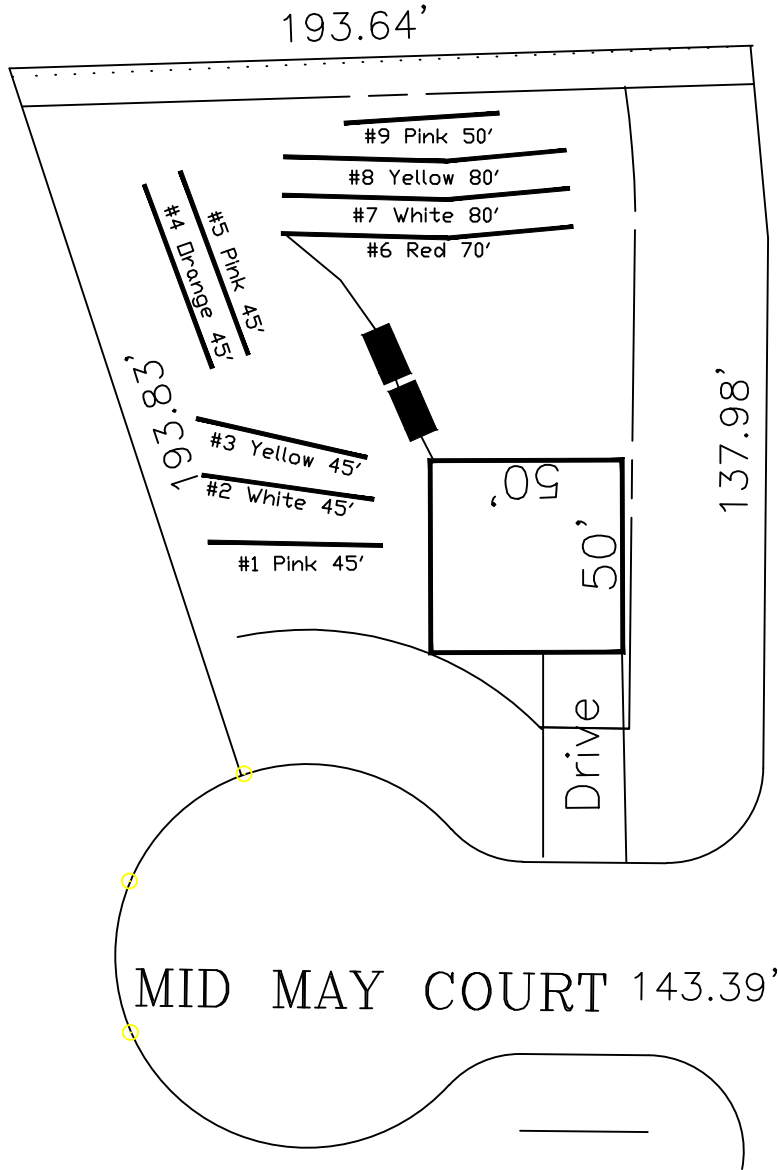 193.64'
#9 Pink 50'
#8 Yellow 80'
#7 White 80'
#6 Red 70'
#5 Pink 45'
#4 Orange 45'
193.83'
#3 Yellow 45'
#2 White 45'
#1 Pink 45'
50'
50'
137.98'
Drive
MID MAY COURT
143.39'